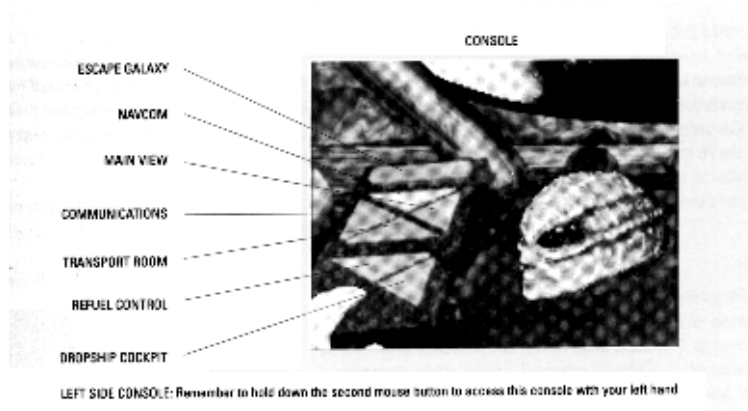 CONSOLE
ESCAPE GALAXY
NAVCOM
MAIN VIEW
COMMUNICATIONS
TRANSPORT ROOM
REFUEL CONTROL
DROPSHIP COCKPIT
LEFT SIDE CONSOLE: Remember to hold down the second mouse button to access this console with your left hand